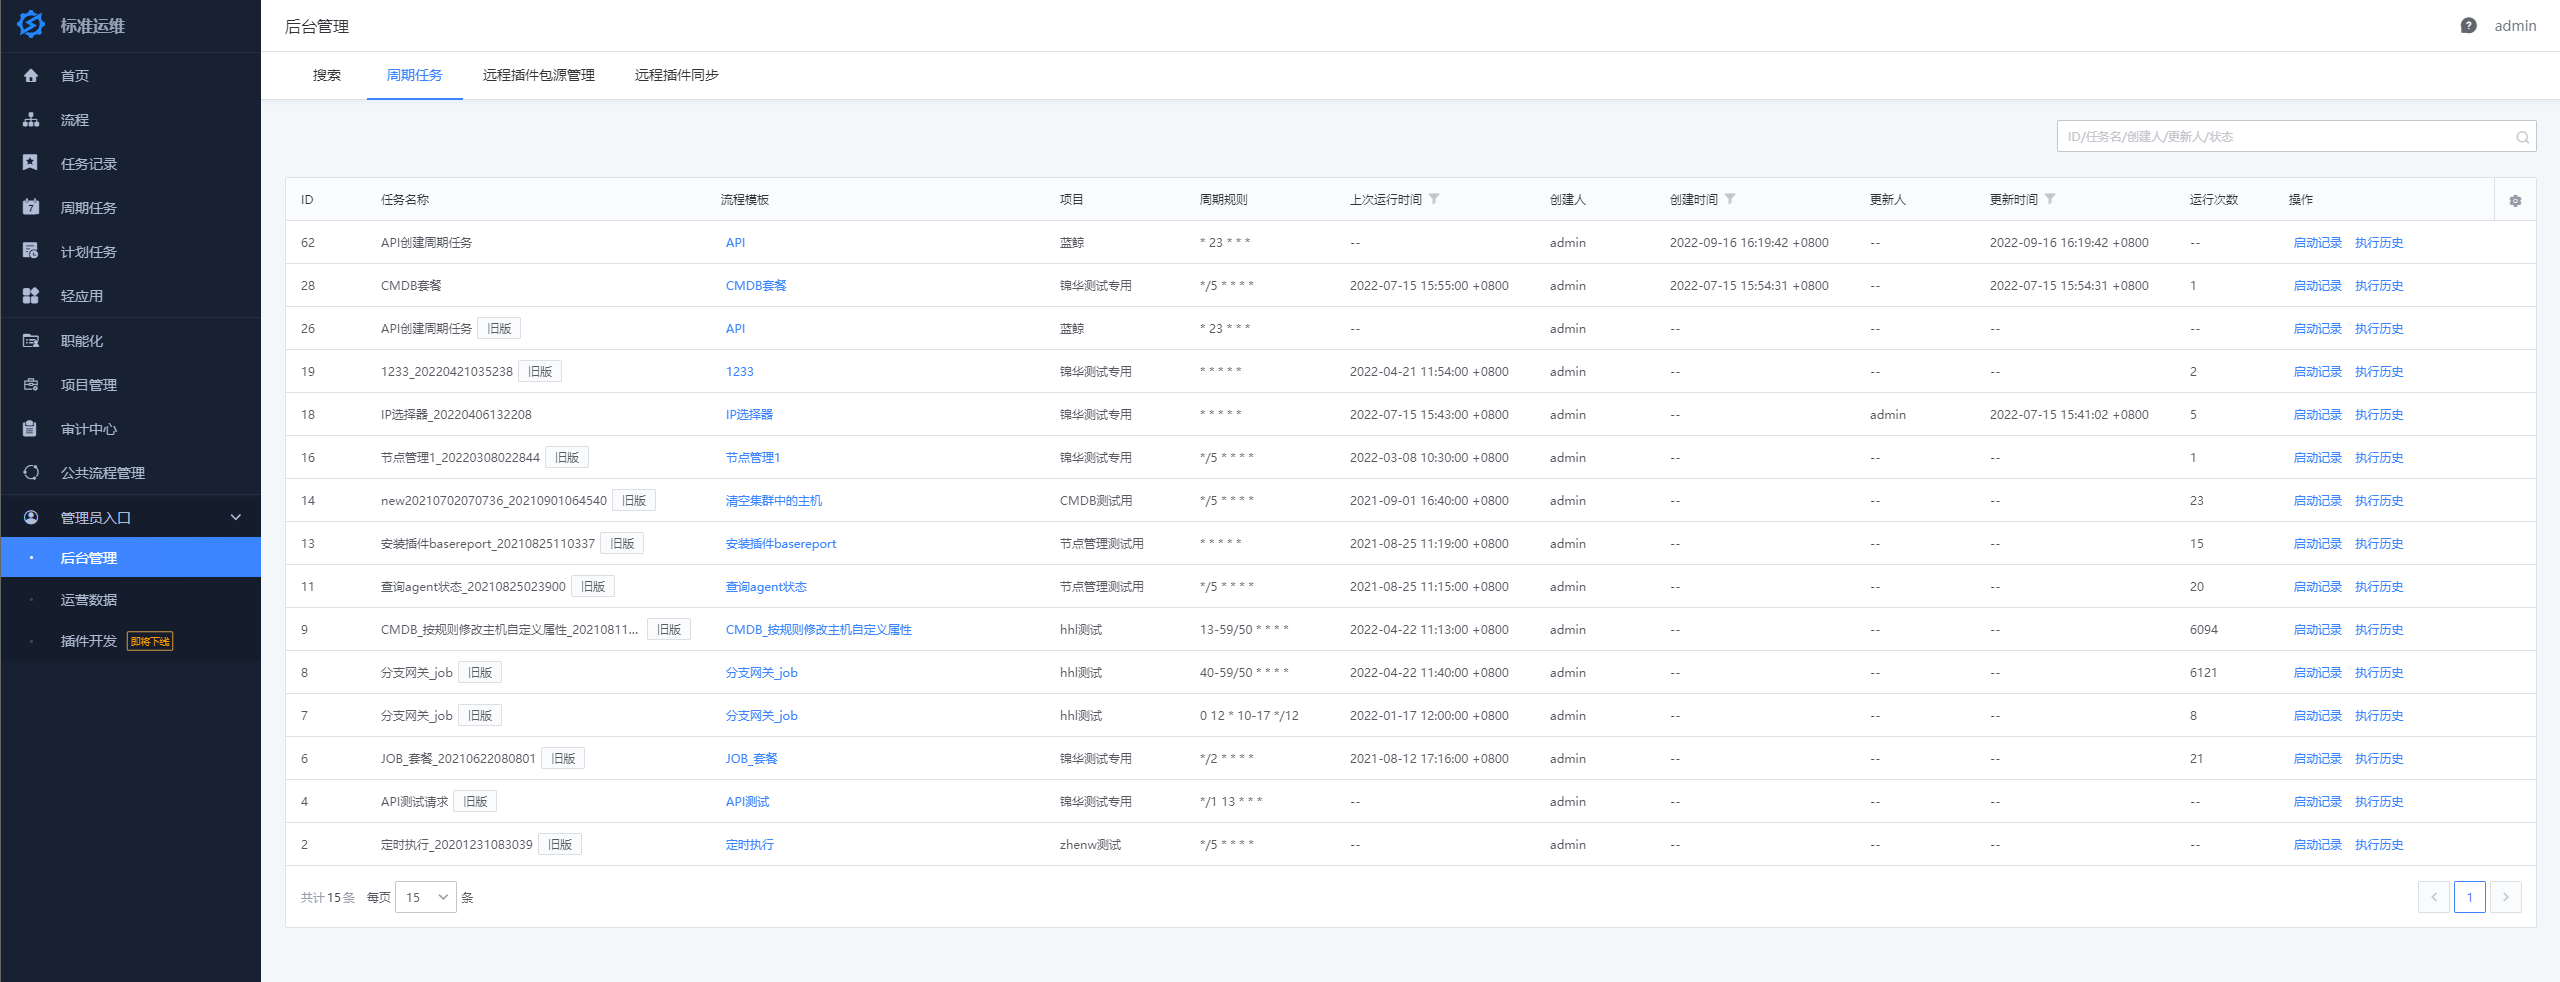 标准运维
首页
流程
任务记录
周期任务
计划任务
轻应用
职能化
项目管理
审计中心
公共流程管理
管理员入口
后台管理
运营数据
插件开发 即将下线
后台管理
admin
搜索 周期任务 远程插件包源管理 远程插件同步
ID/任务名/创建人/更新人/状态
ID 任务名称 流程模板 项目 周期规则 上次运行时间 创建人 创建时间 更新人 更新时间 运行次数 操作
62 API创建周期任务 API 蓝鲸 * 23 * * * -- admin 2022-09-16 16:19:42 +0800 -- 2022-09-16 16:19:42 +0800 -- 启动记录 执行历史
28 CMDB套餐 CMDB套餐 锦华测试专用 */5 * * * * 2022-07-15 15:55:00 +0800 admin 2022-07-15 15:54:31 +0800 -- 2022-07-15 15:54:31 +0800 1 启动记录 执行历史
26 API创建周期任务 旧版 API 蓝鲸 * 23 * * * -- admin -- -- -- -- 启动记录 执行历史
19 1233_20220421035238 旧版 1233 锦华测试专用 * * * * * 2022-04-21 11:54:00 +0800 admin -- -- -- 2 启动记录 执行历史
18 IP选择器_20220406132208 IP选择器 锦华测试专用 * * * * * 2022-07-15 15:43:00 +0800 admin -- admin 2022-07-15 15:41:02 +0800 5 启动记录 执行历史
16 节点管理1_20220308022844 旧版 节点管理1 锦华测试专用 */5 * * * * 2022-03-08 10:30:00 +0800 admin -- -- -- 1 启动记录 执行历史
14 new20210702070736_20210901064540 旧版 清空集群中的主机 CMDB测试用 */5 * * * * 2021-09-01 16:40:00 +0800 admin -- -- -- 23 启动记录 执行历史
13 安装插件basereport_20210825110337 旧版 安装插件basereport 节点管理测试用 * * * * * 2021-08-25 11:19:00 +0800 admin -- -- -- 15 启动记录 执行历史
11 查询agent状态_20210825023900 旧版 查询agent状态 节点管理测试用 */5 * * * * 2021-08-25 11:15:00 +0800 admin -- -- -- 20 启动记录 执行历史
9 CMDB_按规则修改主机自定义属性_20210811... 旧版 CMDB_按规则修改主机自定义属性 hhl测试 13-59/50 * * * * 2022-04-22 11:13:00 +0800 admin -- -- -- 6094 启动记录 执行历史
8 分支网关_job 旧版 分支网关_job hhl测试 40-59/50 * * * * 2022-04-22 11:40:00 +0800 admin -- -- -- 6121 启动记录 执行历史
7 分支网关_job 旧版 分支网关_job hhl测试 0 12 * 10-17 */12 2022-01-17 12:00:00 +0800 admin -- -- -- 8 启动记录 执行历史
6 JOB_套餐_20210622080801 旧版 JOB_套餐 锦华测试专用 */2 * * * * 2021-08-12 17:16:00 +0800 admin -- -- -- 21 启动记录 执行历史
4 API测试请求 旧版 API测试 锦华测试专用 */1 13 * * * -- admin -- -- -- -- 启动记录 执行历史
2 定时执行_20201231083039 旧版 定时执行 zhenw测试 */5 * * * * -- admin -- -- -- -- 启动记录 执行历史
共计15条 每页 15 条
1